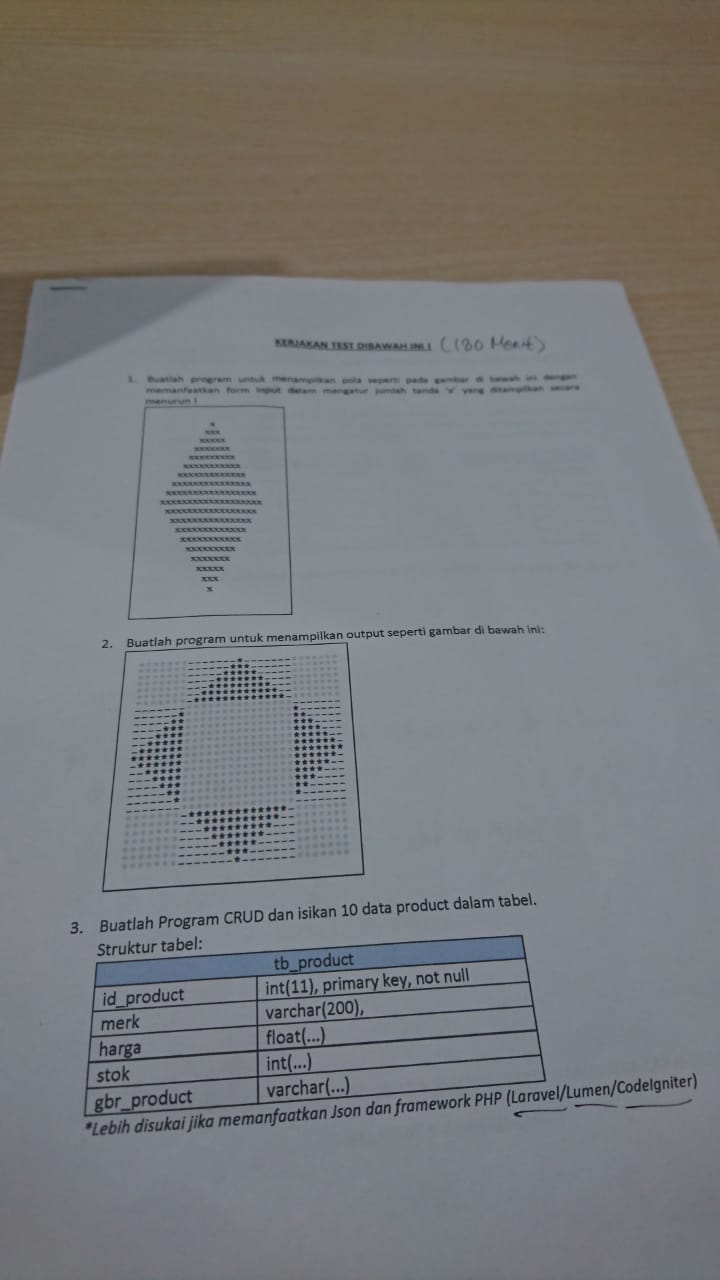 KERJAKAN TEST DIBAWAH INI ! (180 Menit)
1. Buatlah program untuk menampilkan pola seperti pada gambar di bawah ini dengan
memanfaatkan form input dalam mengatur jumlah tanda 'x' yang ditampilkan secara
menurun !
x
xxx
xxxxx
xxxxxxx
xxxxxxxxx
xxxxxxxxxxx
xxxxxxxxxxxxx
xxxxxxxxxxxxxxx
xxxxxxxxxxxxxxxxx
xxxxxxxxxxxxxxxxxxx
xxxxxxxxxxxxxxxxx
xxxxxxxxxxxxxxx
xxxxxxxxxxxxx
xxxxxxxxxxx
xxxxxxxxx
xxxxxxx
xxxxx
xxx
x
2. Buatlah program untuk menampilkan output seperti gambar di bawah ini:
3. Buatlah Program CRUD dan isikan 10 data product dalam tabel.
Struktur tabel:
tb_product
id_product int(11), primary key, not null
merk varchar(200),
harga float(...)
stok int(...)
gbr_product varchar(...)
*Lebih disukai jika memanfaatkan Json dan framework PHP (Laravel/Lumen/CodeIgniter)